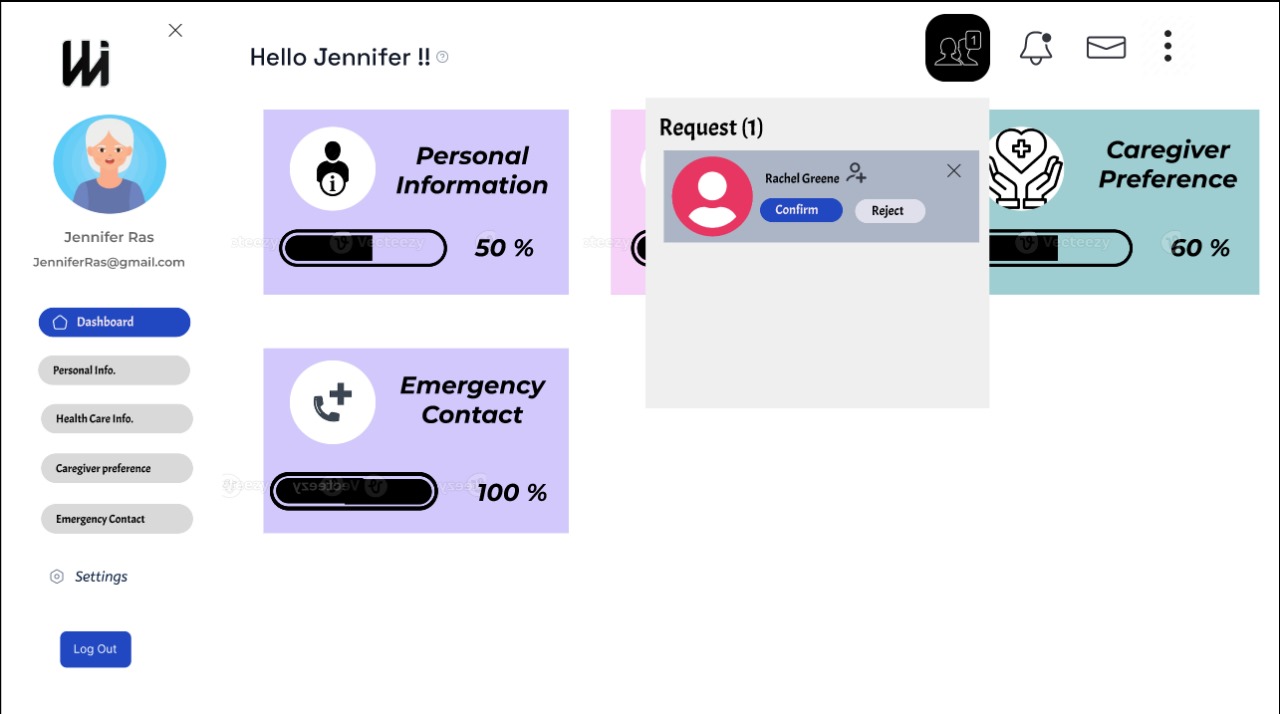 Hello Jennifer !!
?
1
Jennifer Ras
JenniferRas@gmail.com
Dashboard
Personal Info.
Health Care Info.
Caregiver preference
Emergency Contact
Settings
Log Out
Personal
Information
50 %
Vecteezy
Request (1)
Rachel Greene
Confirm
Reject
Caregiver
Preference
60 %
Vecteezy
Emergency
Contact
100 %
Vecteezy